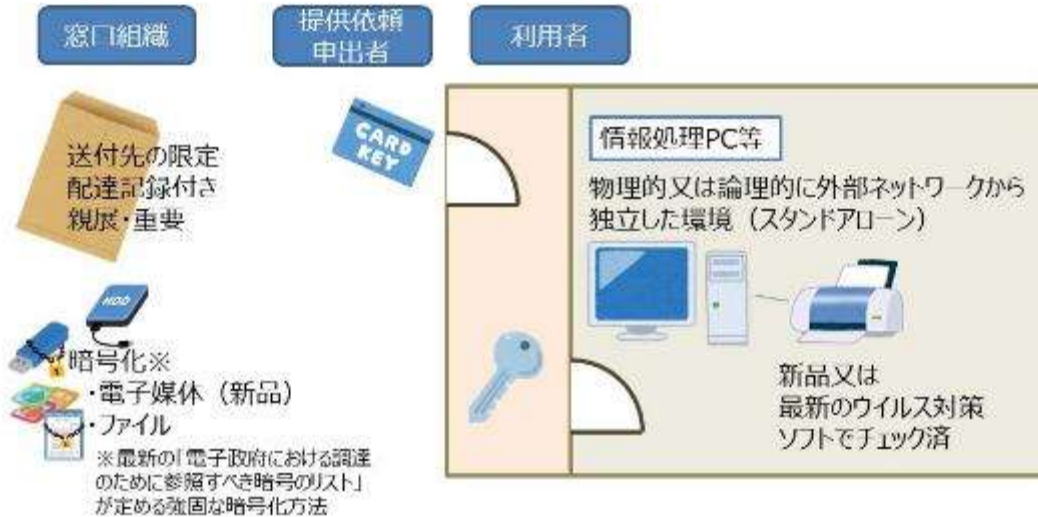 窓口組織
提供依頼
申出者
利用者
送付先の限定
配達記録付き
親展・重要
CARD
KEY
情報処理PC等
物理的又は論理的に外部ネットワークから
独立した環境（スタンドアローン）
HDD
暗号化※
・電子媒体（新品）
・ファイル
※最新の「電子政府における調達
のために参照すべき暗号のリスト」
が定める強固な暗号化方法
新品又は
最新のウイルス対策
ソフトでチェック済